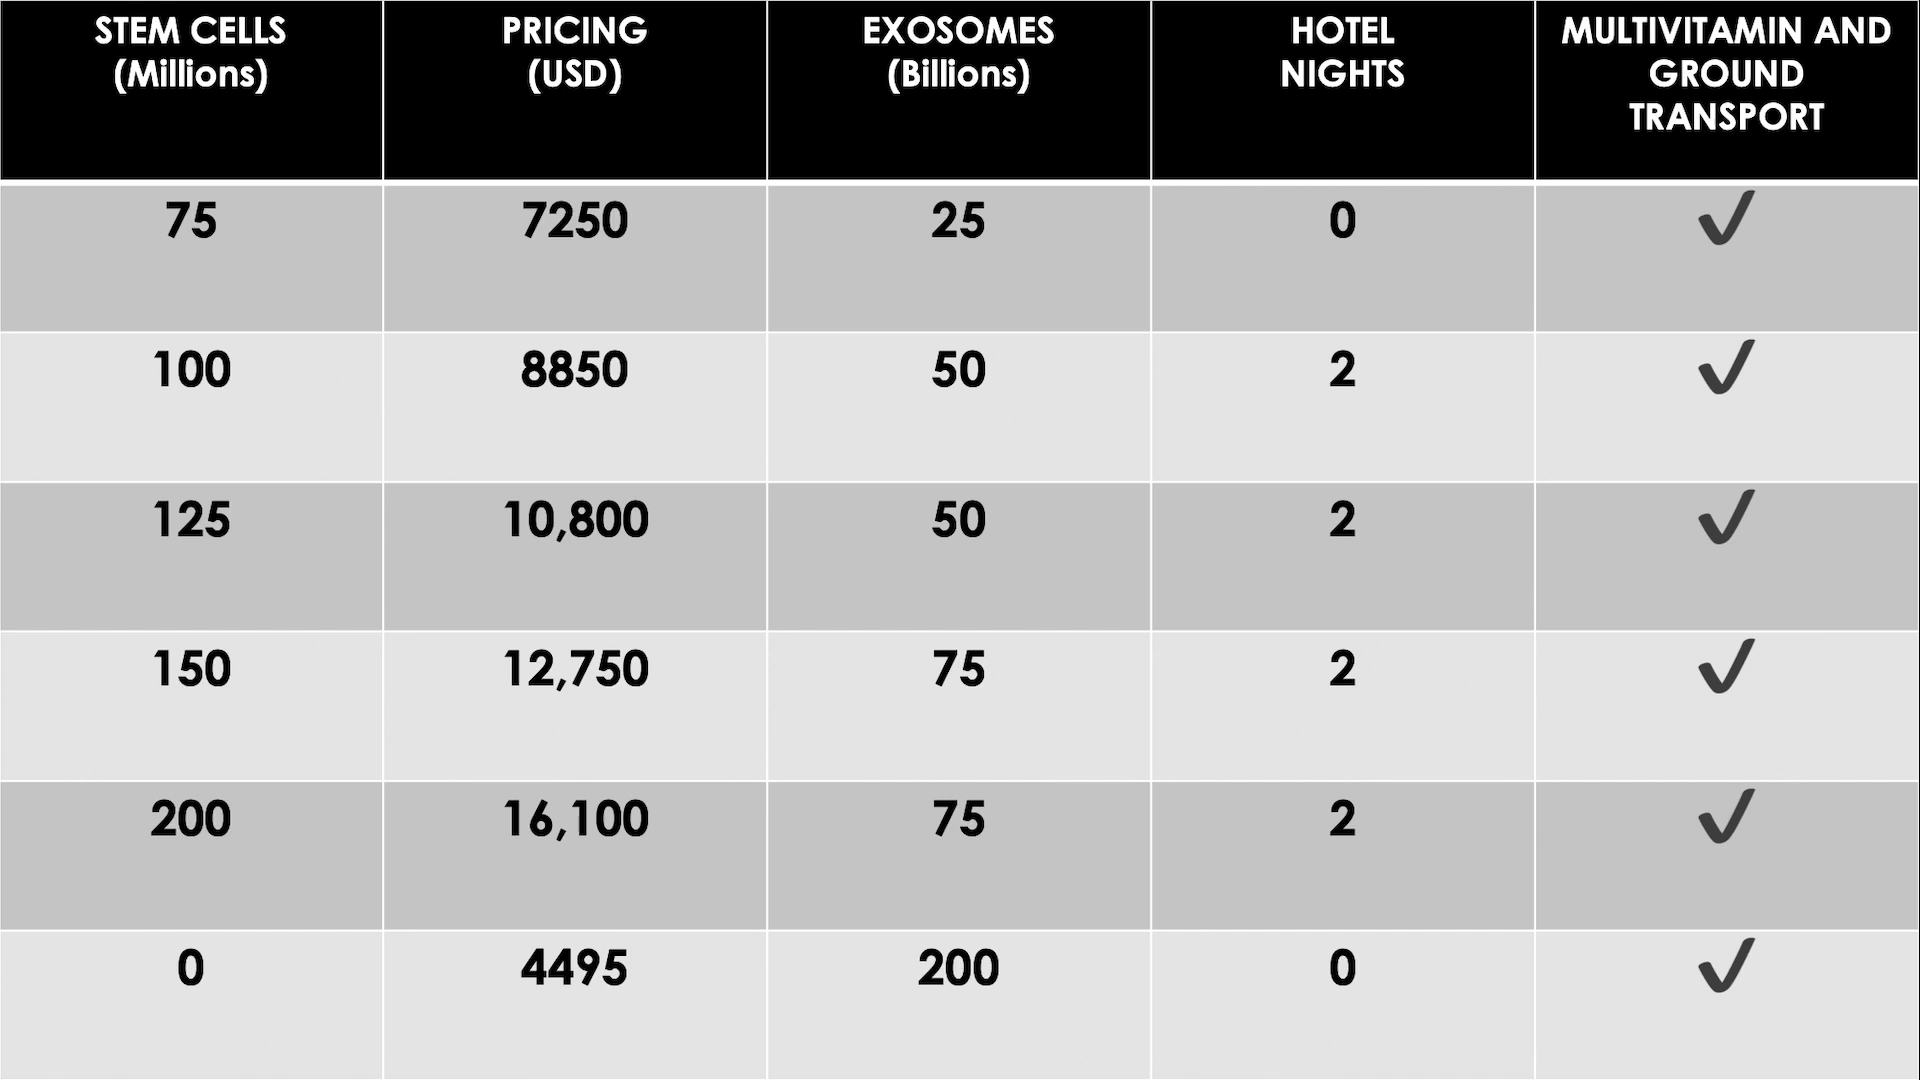 STEM CELLS
(Millions)
PRICING
(USD)
EXOSOMES
(Billions)
HOTEL
NIGHTS
MULTIVITAMIN AND
GROUND
TRANSPORT
75 7250 25 0 ✓
100 8850 50 2 ✓
125 10,800 50 2 ✓
150 12,750 75 2 ✓
200 16,100 75 2 ✓
0 4495 200 0 ✓